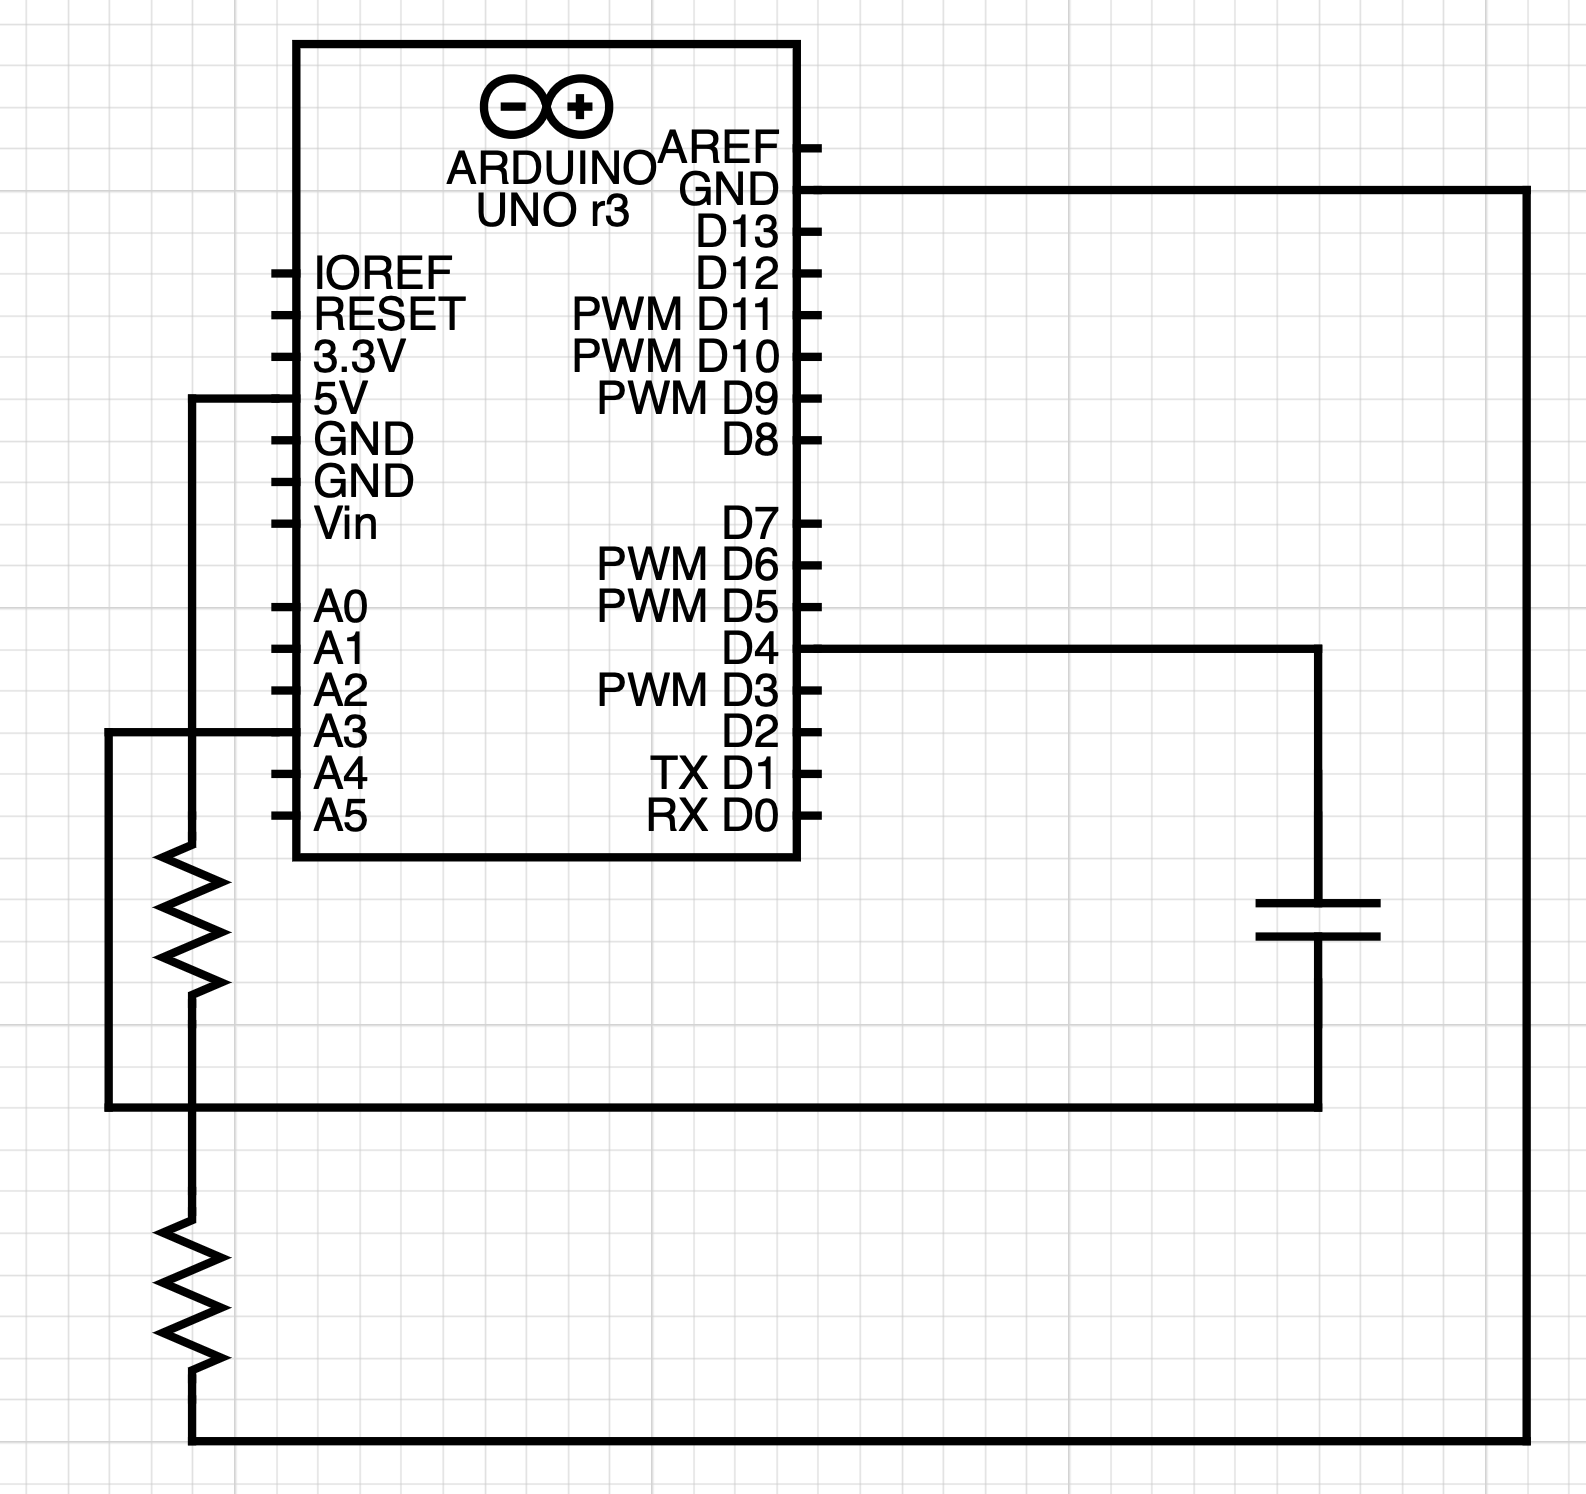 ARDUINO
UNO r3
AREF
GND
D13
IOREF D12
RESET PWM D11
3.3V PWM D10
5V PWM D9
GND D8
GND
Vin D7
PWM D6
A0 PWM D5
A1 D4
A2 PWM D3
A3 D2
A4 TX D1
A5 RX D0